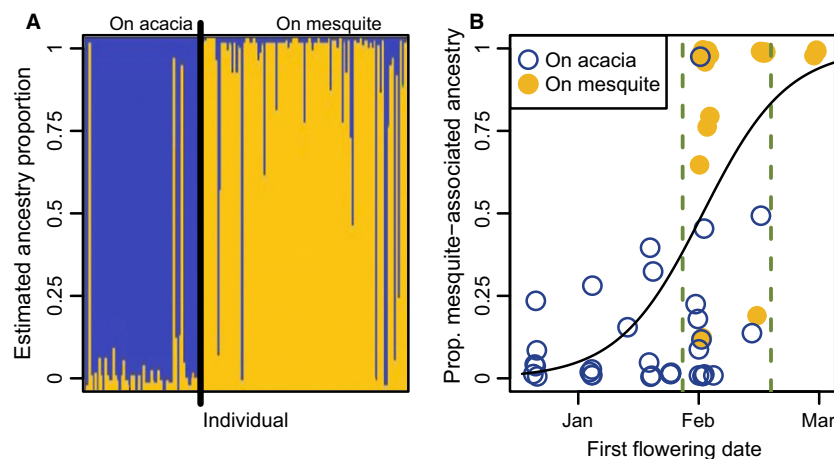 A
On acacia
On mesquite
Estimated ancestry proportion
1
0.75
0.5
0.25
0
Individual
B
On acacia
On mesquite
Prop. mesquite−associated ancestry
1
0.75
0.5
0.25
0
Jan
Feb
Mar
First flowering date